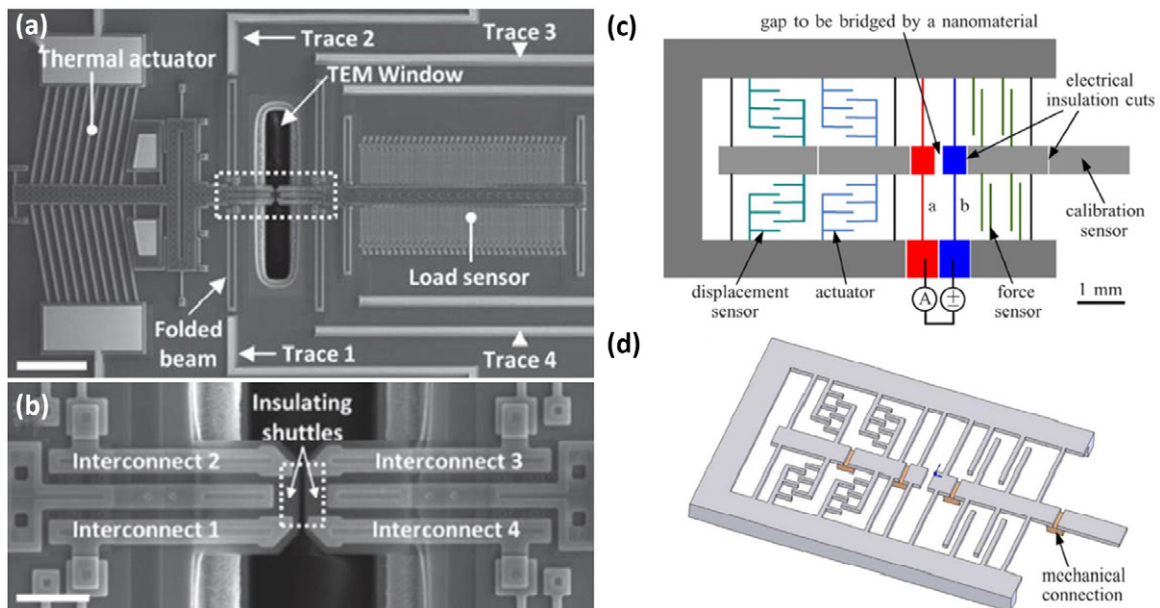 (a)
Thermal actuator
Trace 2
Trace 3
TEM Window
Load sensor
Folded
beam
Trace 1
Trace 4
(b)
Insulating
shuttles
Interconnect 2
Interconnect 3
Interconnect 1
Interconnect 4
(c)
gap to be bridged by a nanomaterial
electrical
insulation cuts
a
b
calibration
sensor
displacement
sensor
actuator
A
±
force
sensor
1 mm
(d)
mechanical
connection